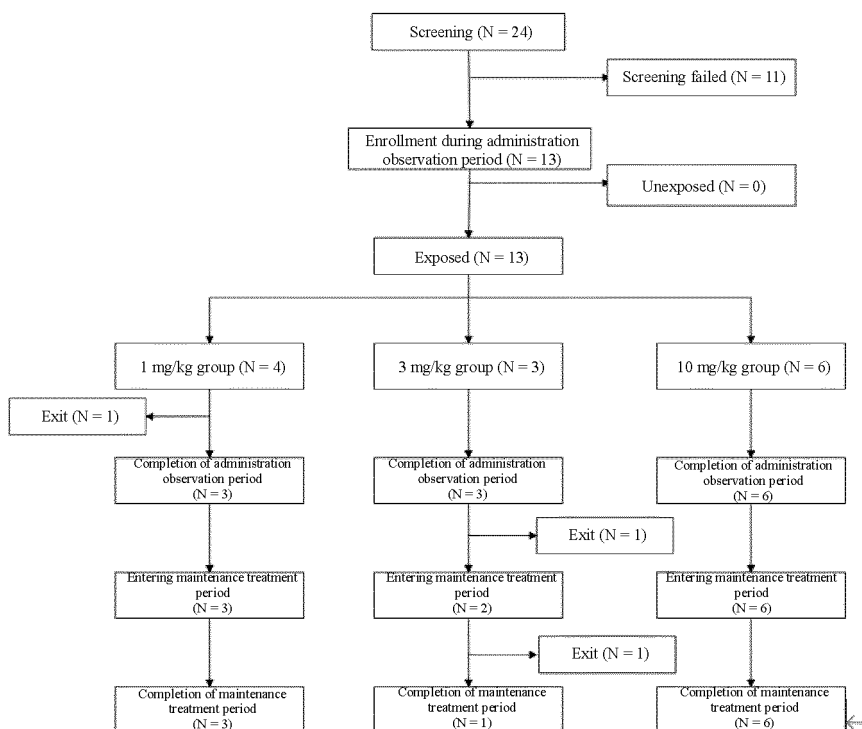 Screening (N = 24)
Screening failed (N = 11)
Enrollment during administration
observation period (N = 13)
Unexposed (N = 0)
Exposed (N = 13)
1 mg/kg group (N = 4)
3 mg/kg group (N = 3)
10 mg/kg group (N = 6)
Exit (N = 1)
Completion of administration
observation period
(N = 3)
Completion of administration
observation period
(N = 3)
Completion of administration
observation period
(N = 6)
Exit (N = 1)
Entering maintenance treatment
period
(N = 3)
Entering maintenance treatment
period
(N = 2)
Entering maintenance treatment
period
(N = 6)
Exit (N = 1)
Completion of maintenance
treatment period
(N = 3)
Completion of maintenance
treatment period
(N = 1)
Completion of maintenance
treatment period
(N = 6)